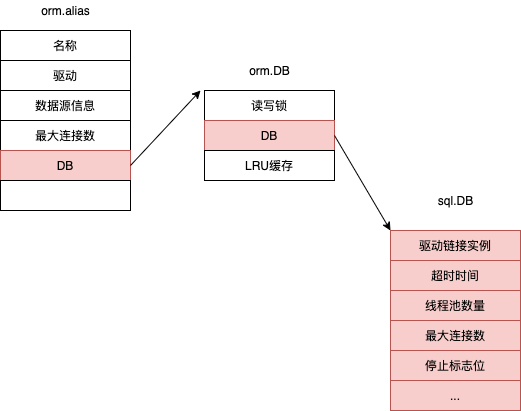 orm.alias
名称
驱动
数据源信息
最大连接数
DB
orm.DB
读写锁
DB
LRU缓存
sql.DB
驱动链接实例
超时时间
线程池数量
最大连接数
停止标志位
...